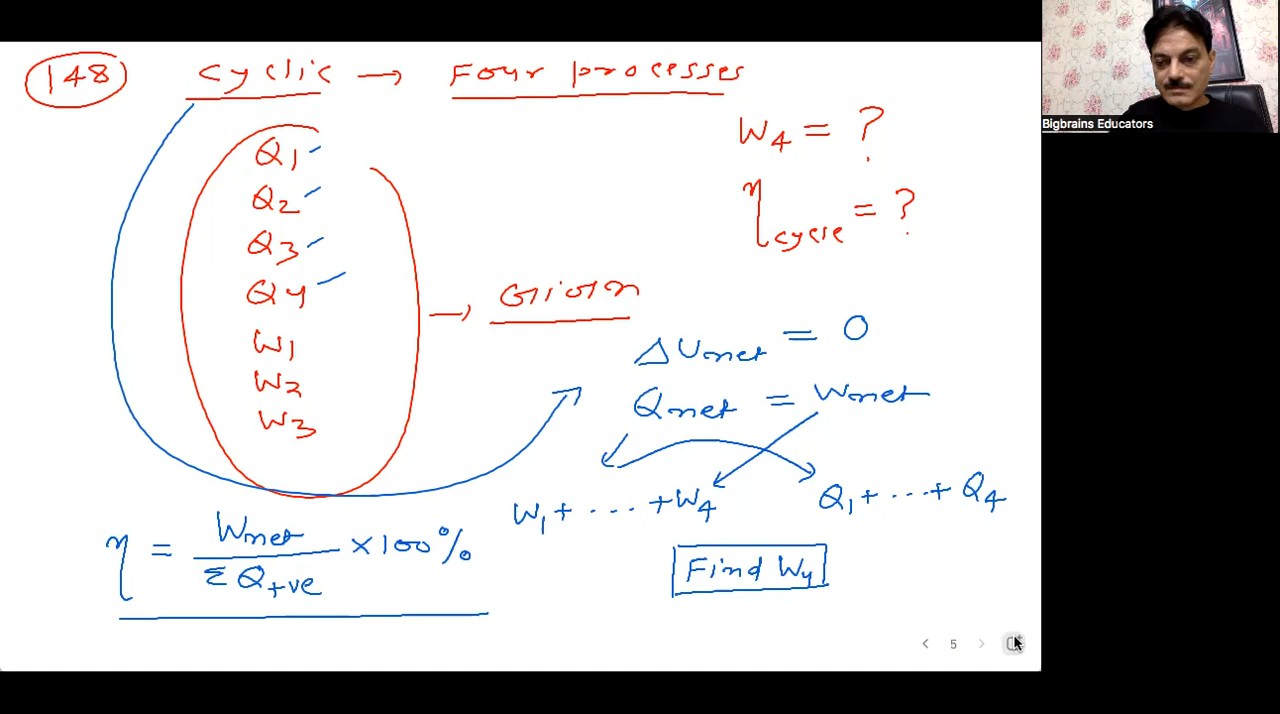 148 cyclic → Four processes
Q1
Q2
Q3
Q4
W1
W2
W3
→ Given
W4 = ?
η cycle = ?
ΔUnet = 0
Qnet = Wnet
W1 + ... + W4
Q1 + ... + Q4
Find W4
η = Wnet / ΣQ+ve × 100%
5
Bigbrains Educators